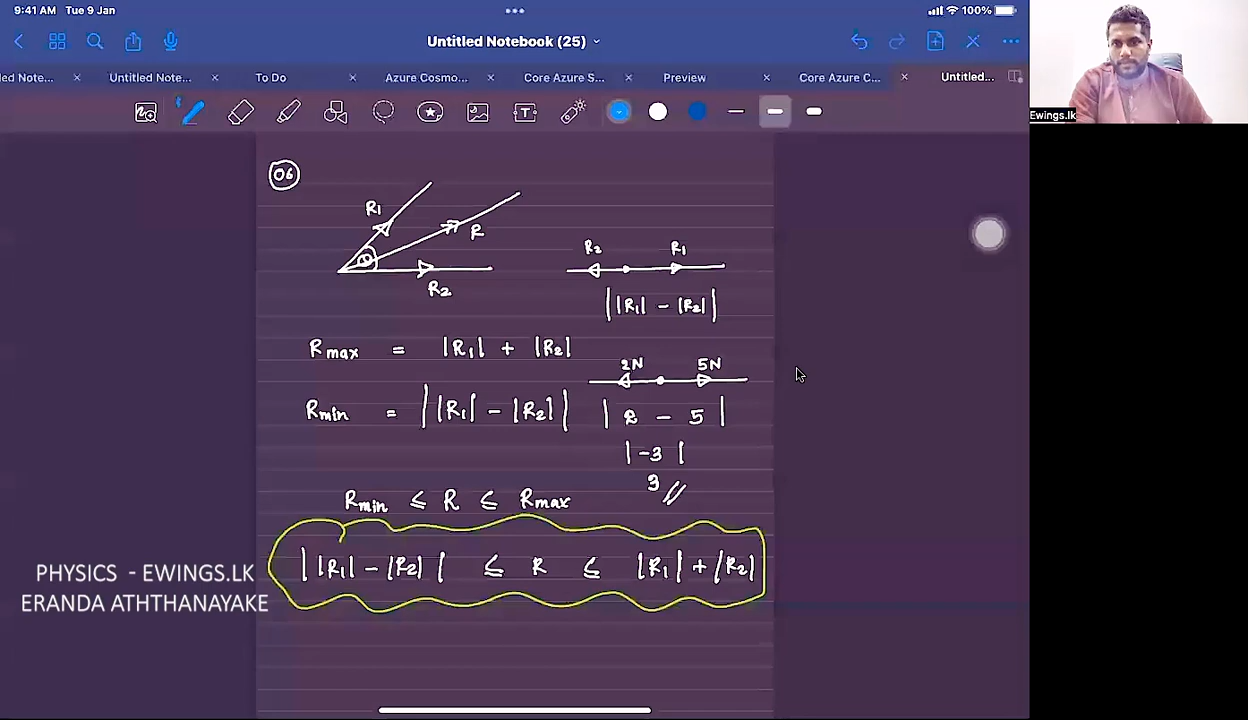 9:41 AM Tue 9 Jan
100%
Untitled Notebook (25)
led Note...
Untitled Note...
To Do
Azure Cosmo...
Core Azure S...
Preview
Core Azure C...
Untitled...
Ewings.lk
06
R1
R
R2
R2 R1
||R1| - |R2||
Rmax = |R1| + |R2|
2N 5N
Rmin = ||R1| - |R2||
| 2 - 5 |
|-3|
3 //
Rmin ≤ R ≤ Rmax
||R1| - |R2|| ≤ R ≤ |R1| + |R2|
PHYSICS - EWINGS.LK
ERANDA ATHTHANAYAKE